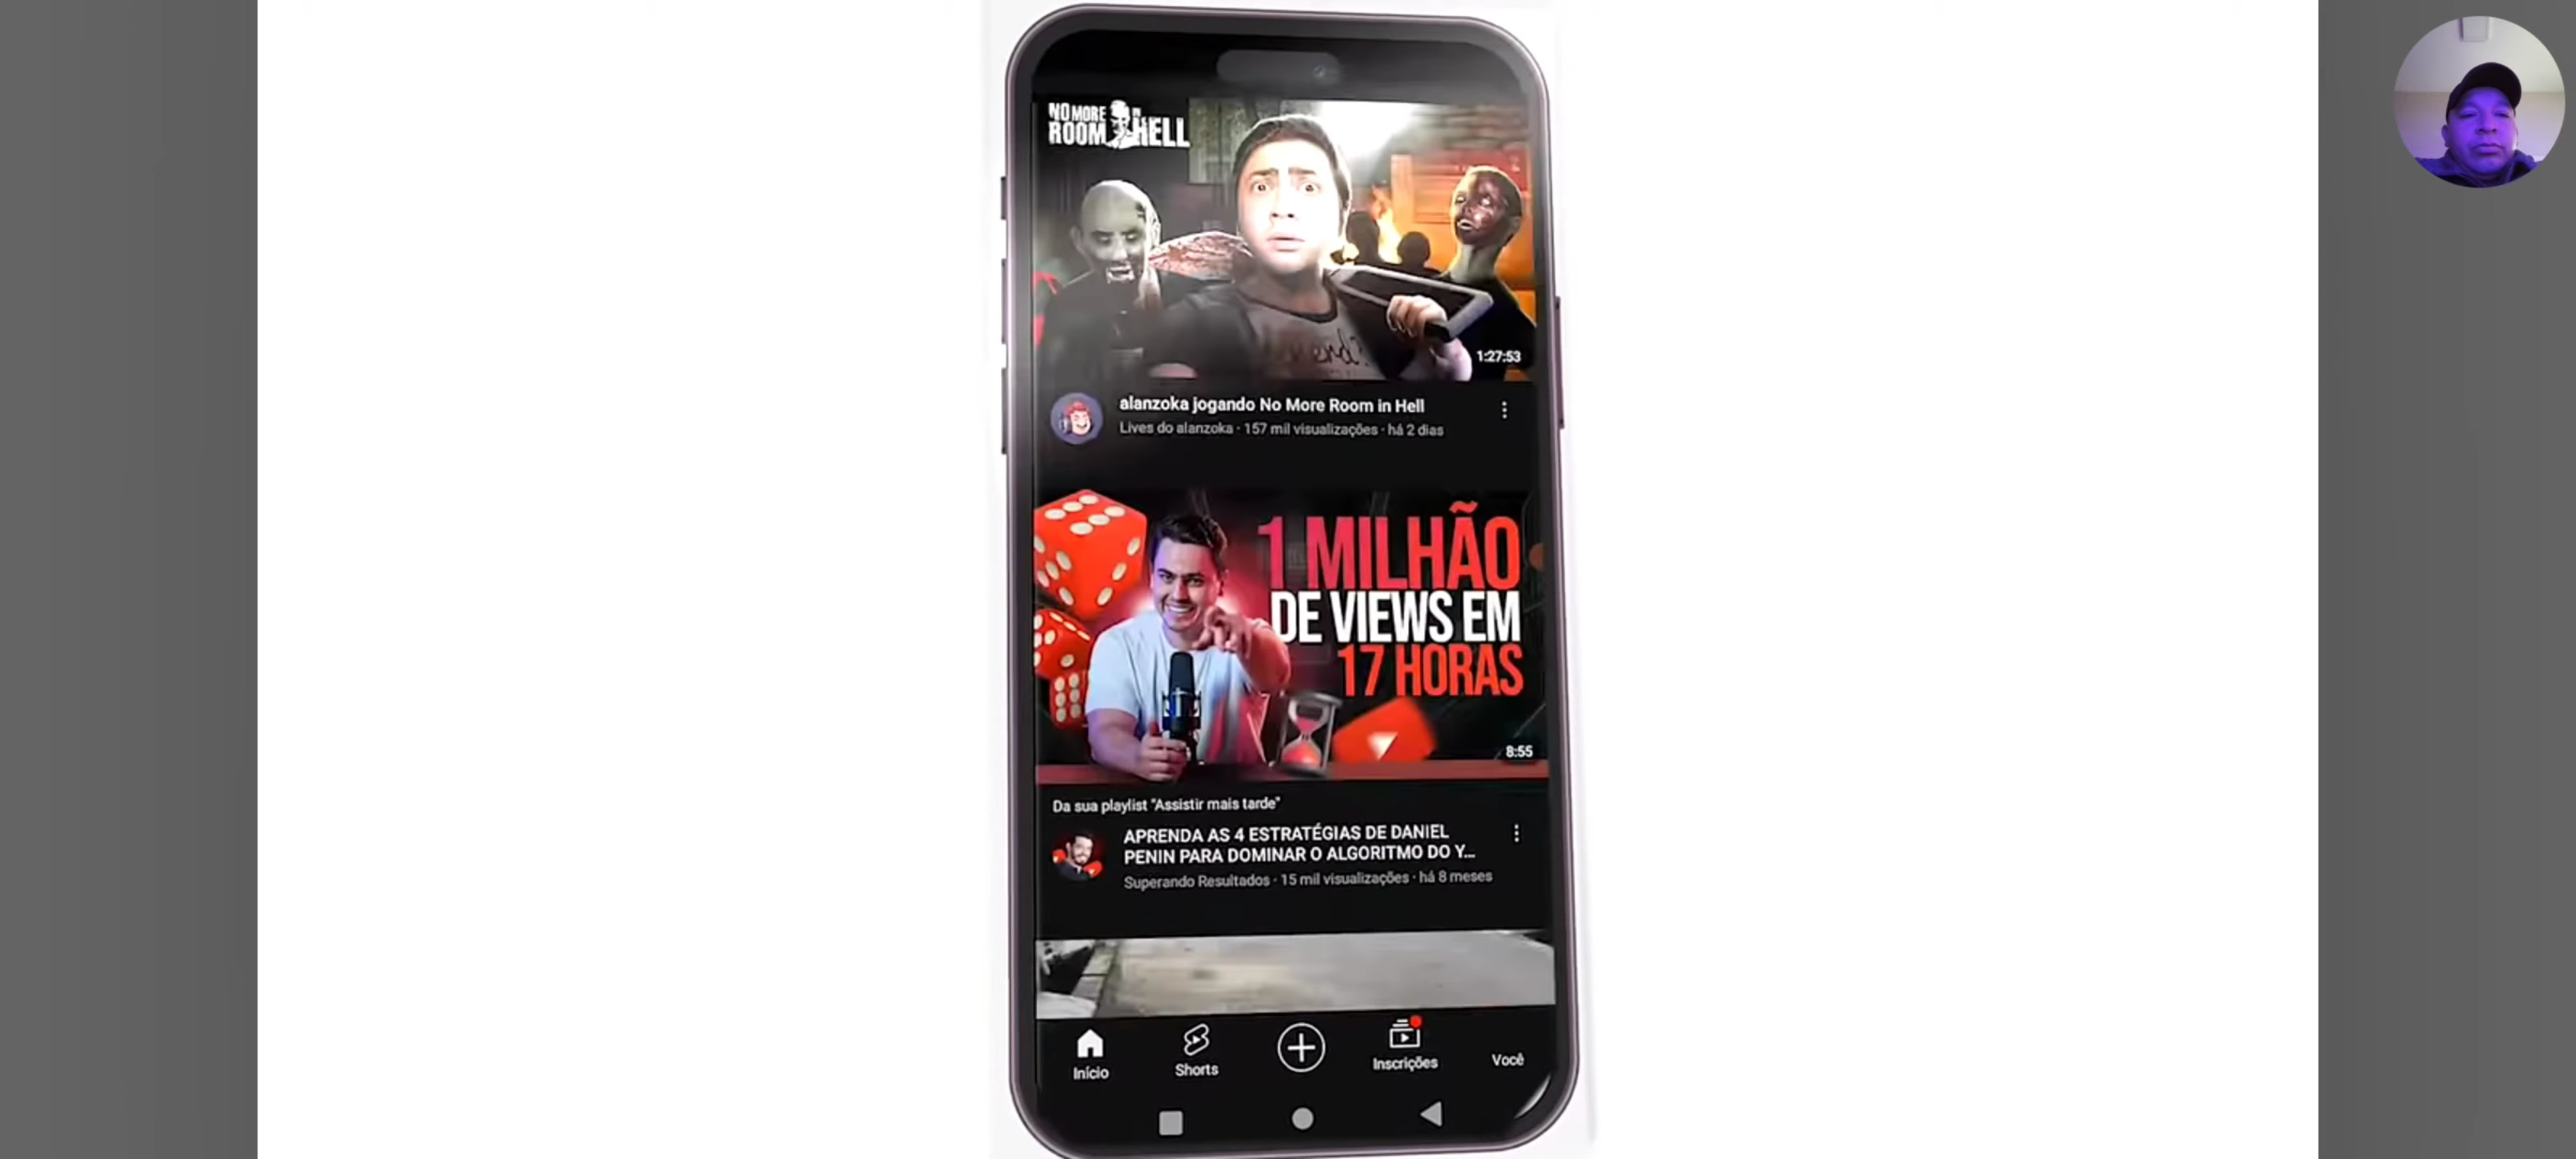 NO MORE
ROOM IN HELL
nerd?
1:27:53
alanzoka jogando No More Room in Hell
Lives do alanzoka · 157 mil visualizações · há 2 dias
1 MILHÃO
DE VIEWS EM
17 HORAS
8:55
Da sua playlist "Assistir mais tarde"
APRENDA AS 4 ESTRATÉGIAS DE DANIEL
PENIN PARA DOMINAR O ALGORITMO DO Y...
Superando Resultados · 15 mil visualizações · há 8 meses
Início
Shorts
Inscrições
Você